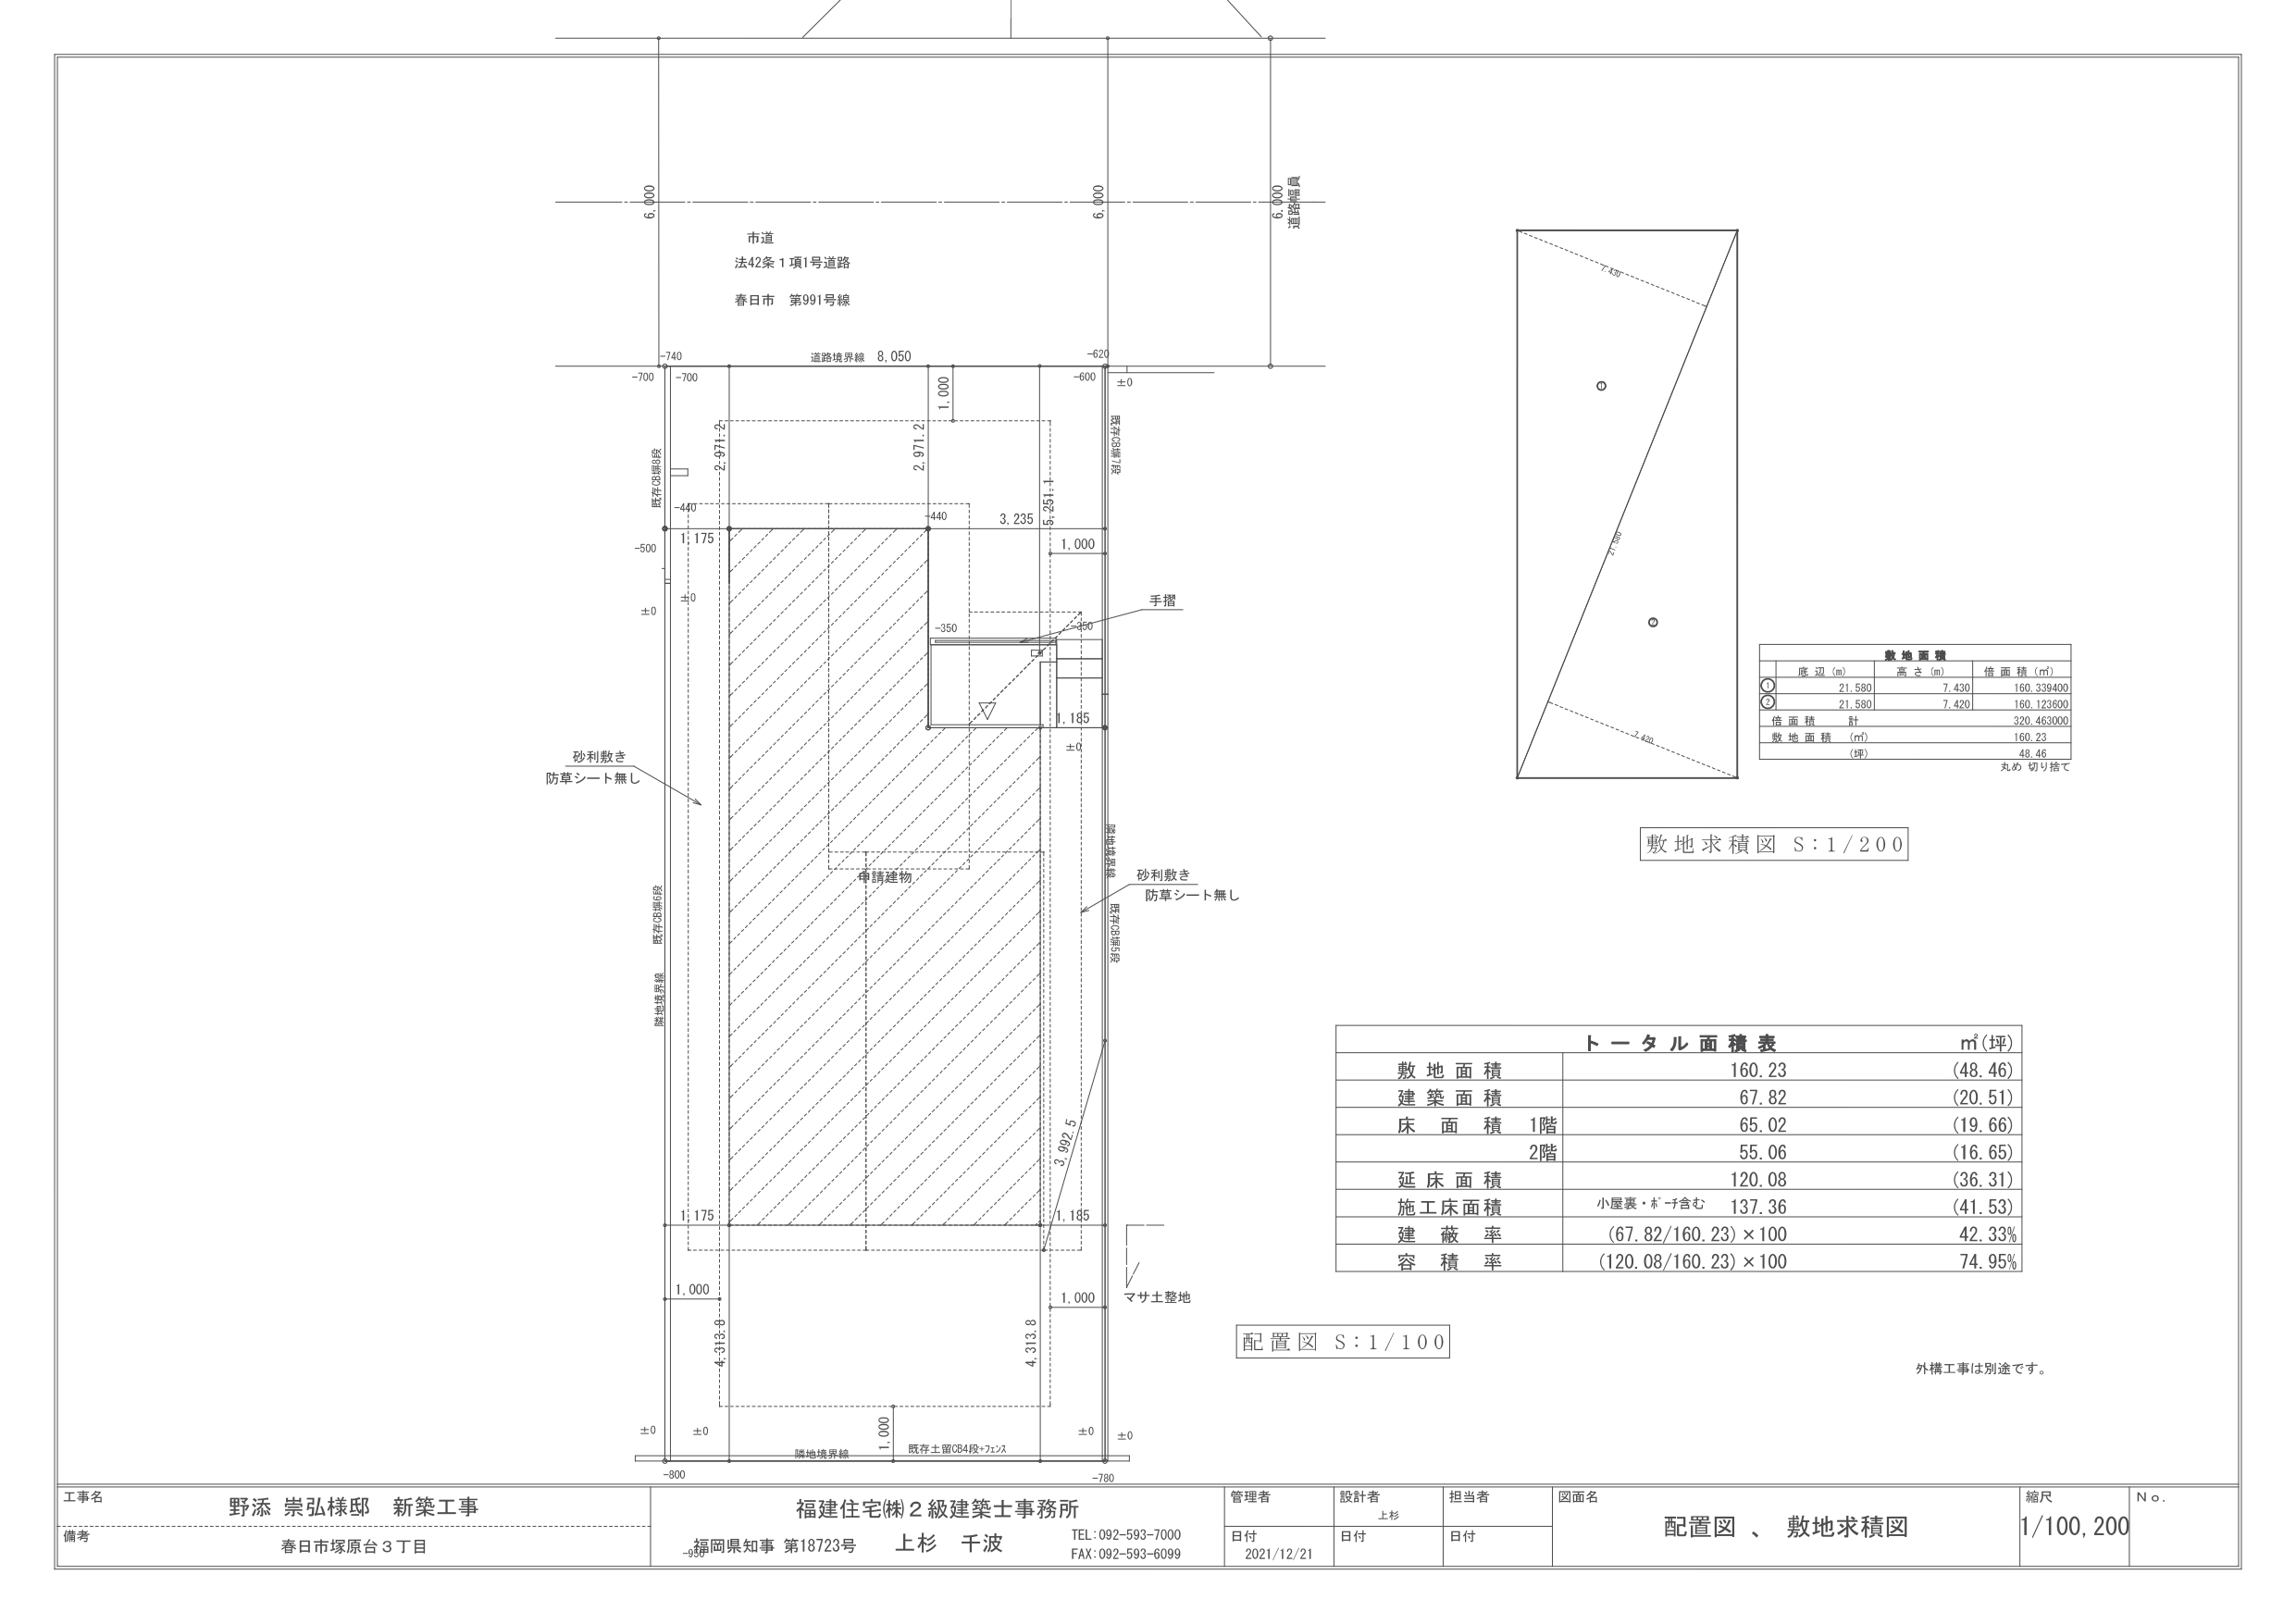 6,000
6,000
6,000
道路幅員
市道
法42条1項1号道路
春日市 第991号線
-740
道路境界線 8,050
-620
-700
-700
-600
±0
1,000
2,971.2
2,971.2
既存CB塀8段
既存CB塀7段
5,251.1
-440
-440
3,235
1,175
-500
1,000
±0
±0
手摺
-350
-350
1,185
±0
砂利敷き
防草シート無し
申請建物
隣地境界線
砂利敷き
防草シート無し
既存CB塀6段
既存CB塀5段
隣地境界線
3,992.5
1,175
1,185
1,000
1,000
マサ土整地
4,313.8
4,313.8
1,000
±0
±0
±0
±0
隣地境界線
既存土留CB4段+フェンス
-800
-780
7.430
①
21.580
②
7.420
敷地面積
底辺(m) 高さ(m) 倍面積(㎡)
① 21.580 7.430 160.339400
② 21.580 7.420 160.123600
倍面積 計 320.463000
敷地面積 (㎡) 160.23
(坪) 48.46
丸め 切り捨て
敷地求積図 S:1/200
トータル面積表 ㎡(坪)
敷地面積 160.23 (48.46)
建築面積 67.82 (20.51)
床面積 1階 65.02 (19.66)
2階 55.06 (16.65)
延床面積 120.08 (36.31)
施工床面積 小屋裏・ポーチ含む 137.36 (41.53)
建蔽率 (67.82/160.23)×100 42.33%
容積率 (120.08/160.23)×100 74.95%
配置図 S:1/100
外構工事は別途です。
工事名
野添 崇弘様邸 新築工事
備考
春日市塚原台3丁目
福建住宅㈱2級建築士事務所
-950
福岡県知事 第18723号 上杉 千波
TEL:092-593-7000
FAX:092-593-6099
管理者
日付
2021/12/21
設計者
上杉
日付
担当者
日付
図面名
配置図 、 敷地求積図
縮尺
1/100,200
No.